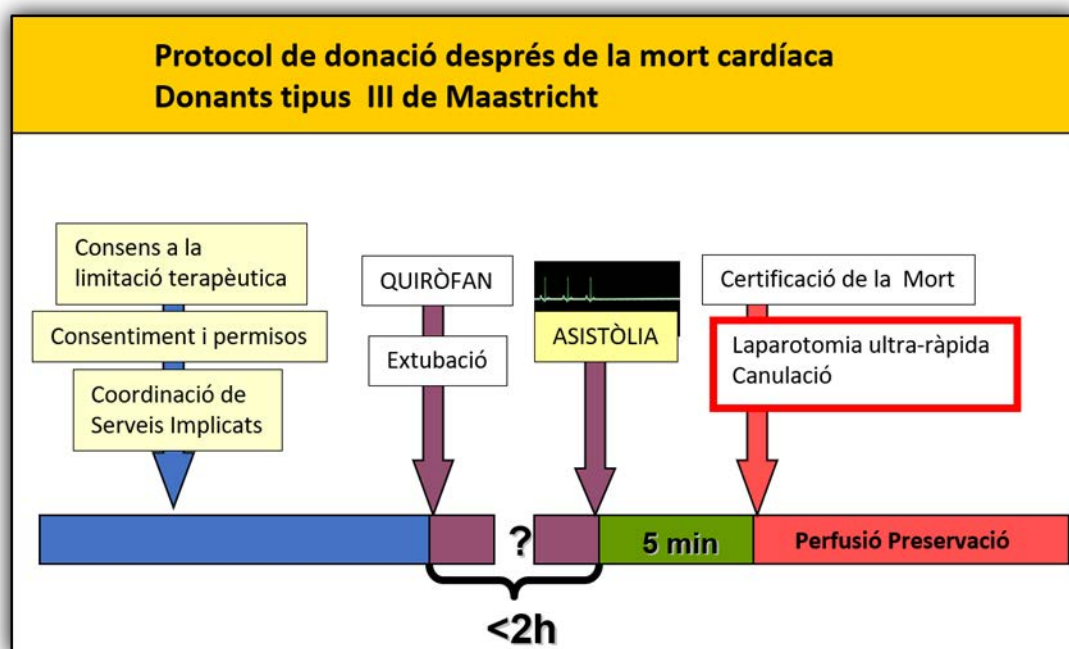 Protocol de donació després de la mort cardíaca
Donants tipus  III de Maastricht
Consens a la
limitació terapèutica
Consentiment i permisos
Coordinació de
Serveis Implicats
QUIRÒFAN
Extubació
ASISTÒLIA
Certificació de la  Mort
Laparotomia ultra-ràpida
Canulació
?
5 min
Perfusió Preservació
<2h